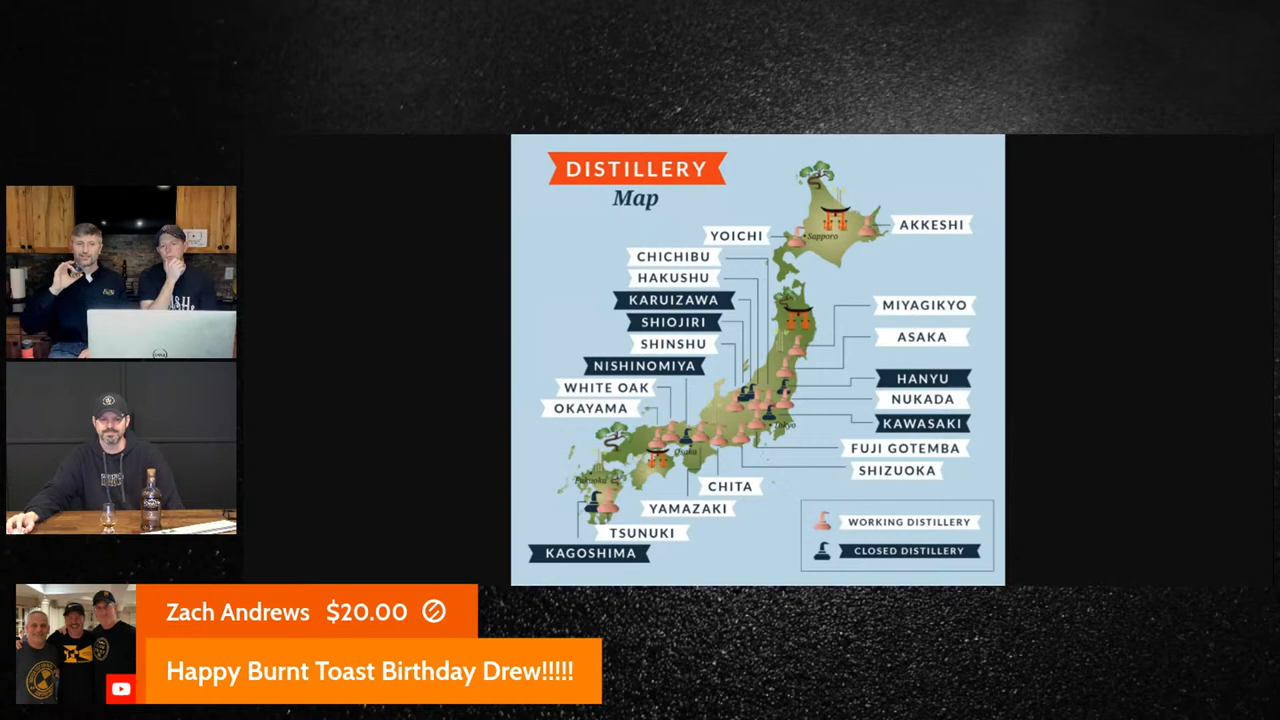 DISTILLERY
Map
AKKESHI
YOICHI
Sapporo
CHICHIBU
HAKUSHU
KARUIZAWA
MIYAGIKYO
SHIOJIRI
ASAKA
SHINSHU
NISHINOMIYA
HANYU
WHITE OAK
NUKADA
OKAYAMA
KAWASAKI
Tokyo
Osaka
FUJI GOTEMBA
SHIZUOKA
Fukuoka
CHITA
YAMAZAKI
TSUNUKI
KAGOSHIMA
WORKING DISTILLERY
CLOSED DISTILLERY
Zach Andrews $20.00
Happy Burnt Toast Birthday Drew!!!!!